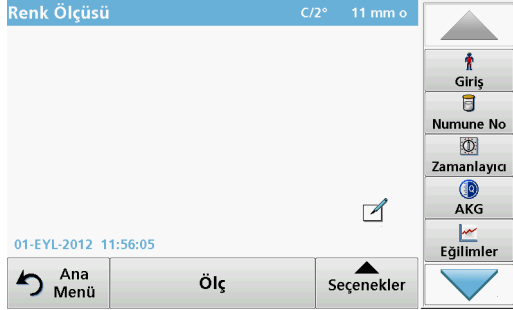 Renk Ölçüsü C/2° 11 mm o
Giriş
Numune No
Zamanlayıcı
AKG
Eğilimler
01-EYL-2012 11:56:05
Ana
Menü
Ölç
Seçenekler